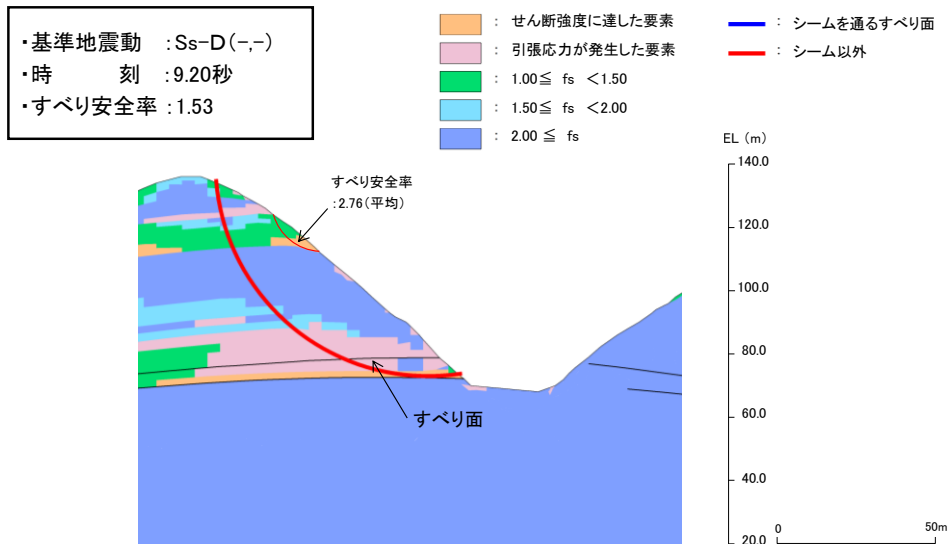 ・基準地震動 :Ss-D(-,-)
・時　　刻 :9.20秒
・すべり安全率 :1.53
: せん断強度に達した要素
: 引張応力が発生した要素
: 1.00≦ fs <1.50
: 1.50≦ fs <2.00
: 2.00 ≦ fs
: シームを通るすべり面
: シーム以外
EL (m)
140.0
120.0
100.0
80.0
60.0
40.0
20.0
すべり安全率
:2.76(平均)
すべり面
0 50m